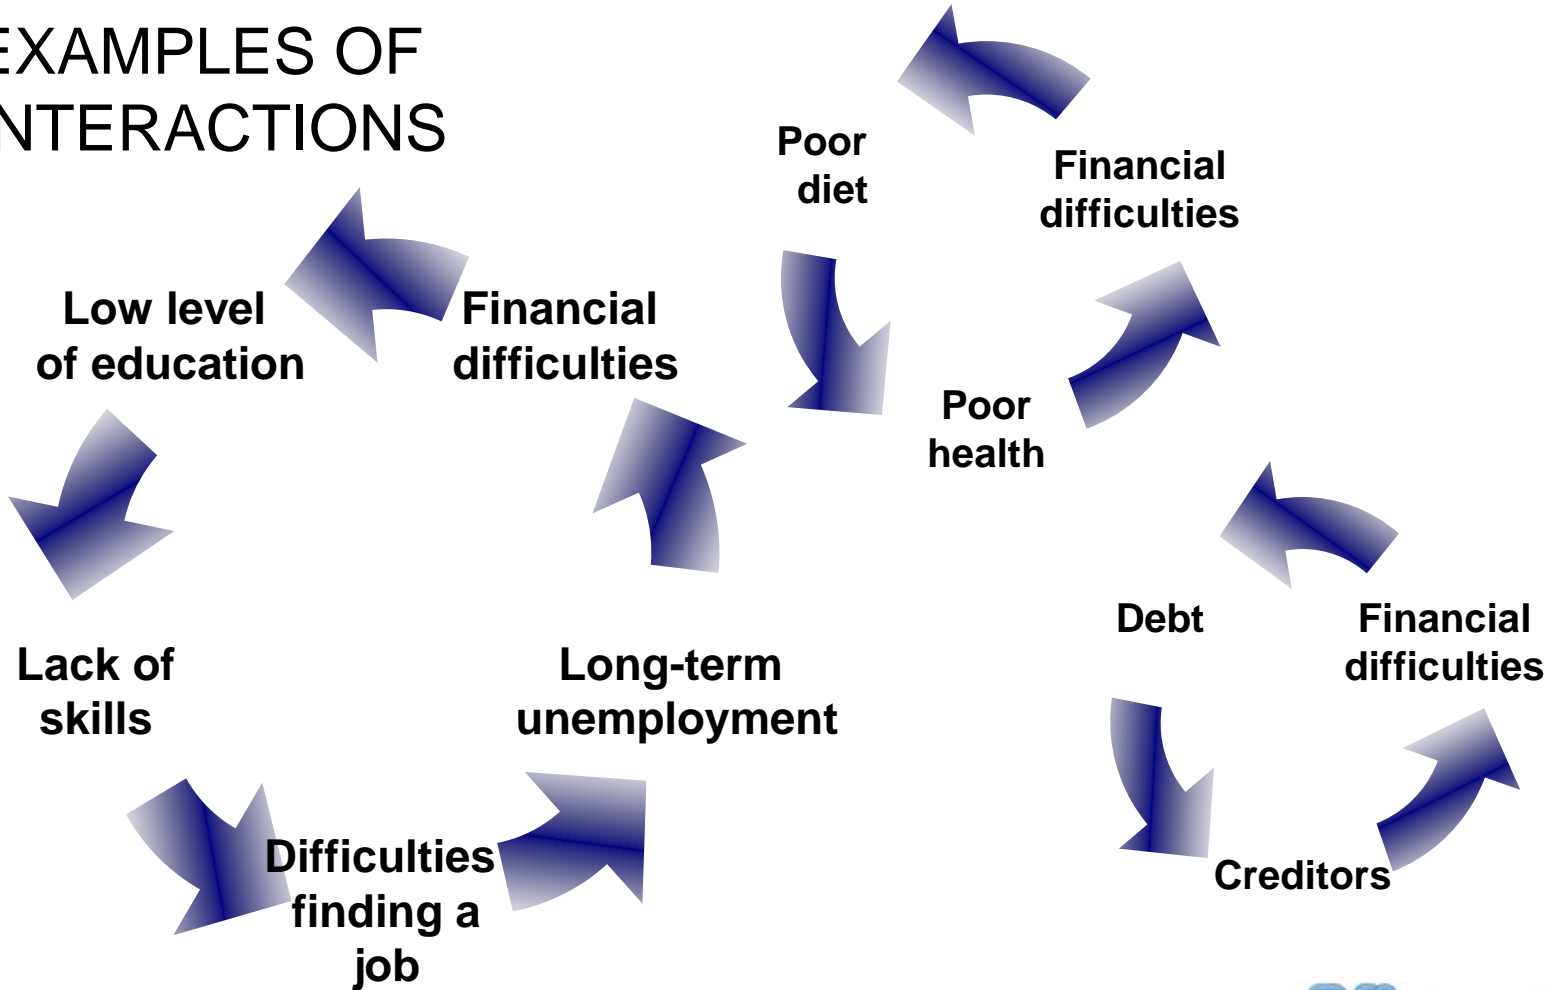 EXAMPLES OF
INTERACTIONS
Low level
of education
Financial
difficulties
Lack of
skills
Long-term
unemployment
Difficulties
finding a
job
Poor
diet
Financial
difficulties
Poor
health
Debt
Financial
difficulties
Creditors